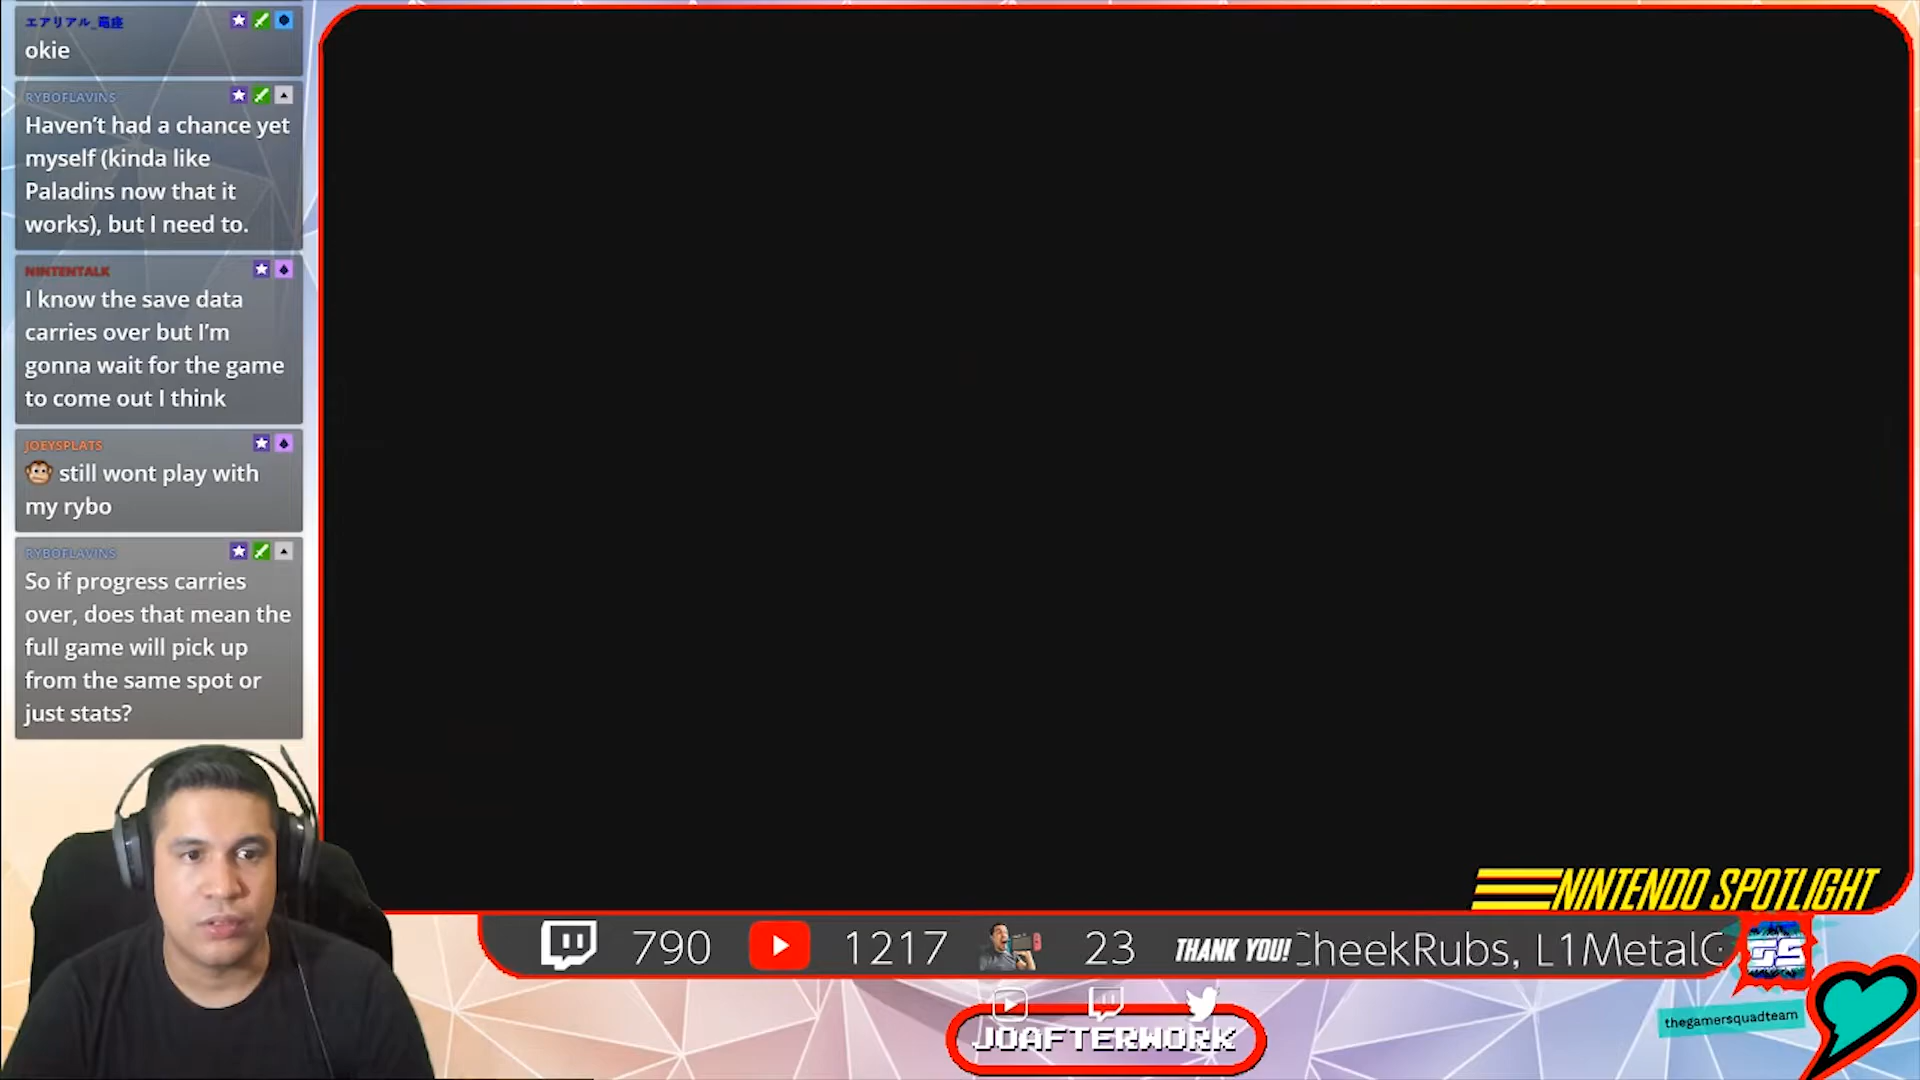 エアリアル_竜座
okie
RYBOFLAVINS
Haven't had a chance yet
myself (kinda like
Paladins now that it
works), but I need to.
NINTENTALK
I know the save data
carries over but I'm
gonna wait for the game
to come out I think
JOEYSPLATS
still wont play with
my rybo
RYBOFLAVINS
So if progress carries
over, does that mean the
full game will pick up
from the same spot or
just stats?
NINTENDO SPOTLIGHT
790
1217
23
THANK YOU! CheekRubs, L1MetalG
GS
thegamersquadteam
JOAFTERWORK